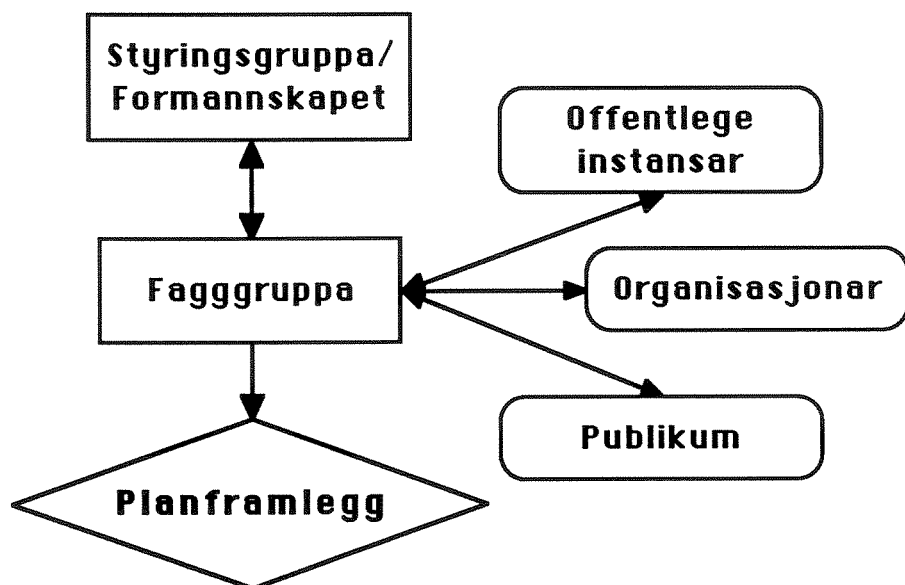 Styringsgruppa/
Formannskapet
Offentlege
instansar
Fagggruppa
Organisasjonar
Publikum
Planframlegg